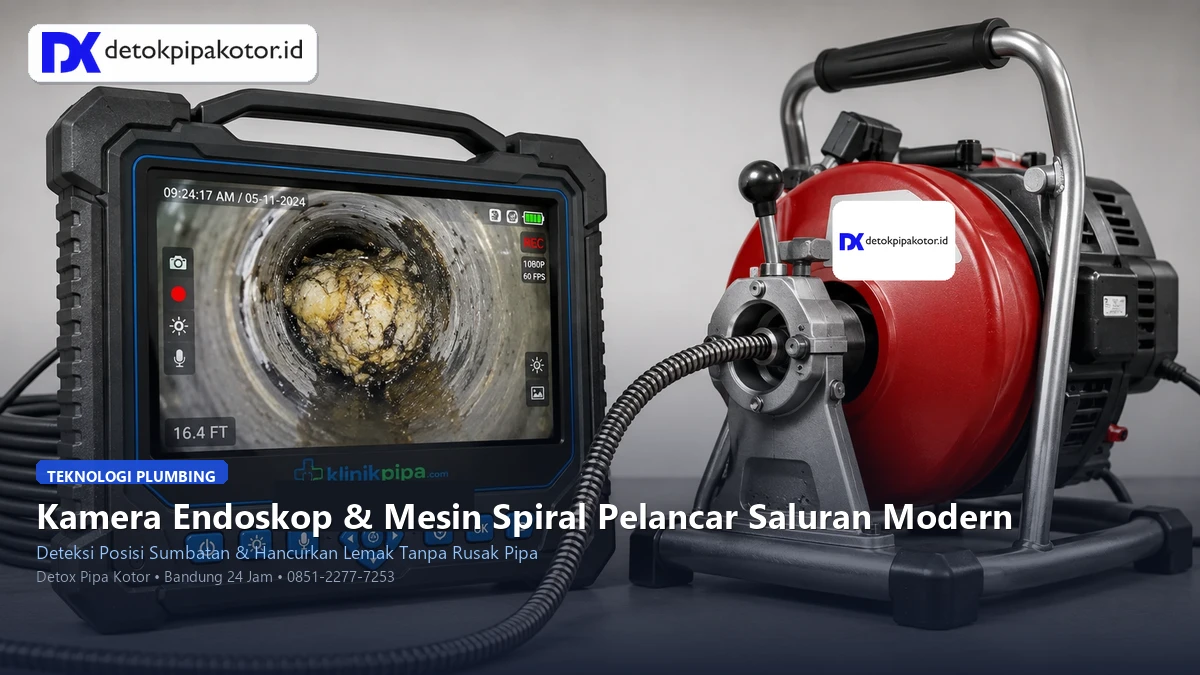 DX detokpipakotor.id
09:24:17 AM / 05-11-2024
REC
1080P
60 FPS
16.4 FT
klinikpipa.com
DX detokpipakotor.id
TEKNOLOGI PLUMBING
Kamera Endoskop & Mesin Spiral Pelancar Saluran Modern
Deteksi Posisi Sumbatan & Hancurkan Lemak Tanpa Rusak Pipa
Detox Pipa Kotor • Bandung 24 Jam • 0851-2277-7253